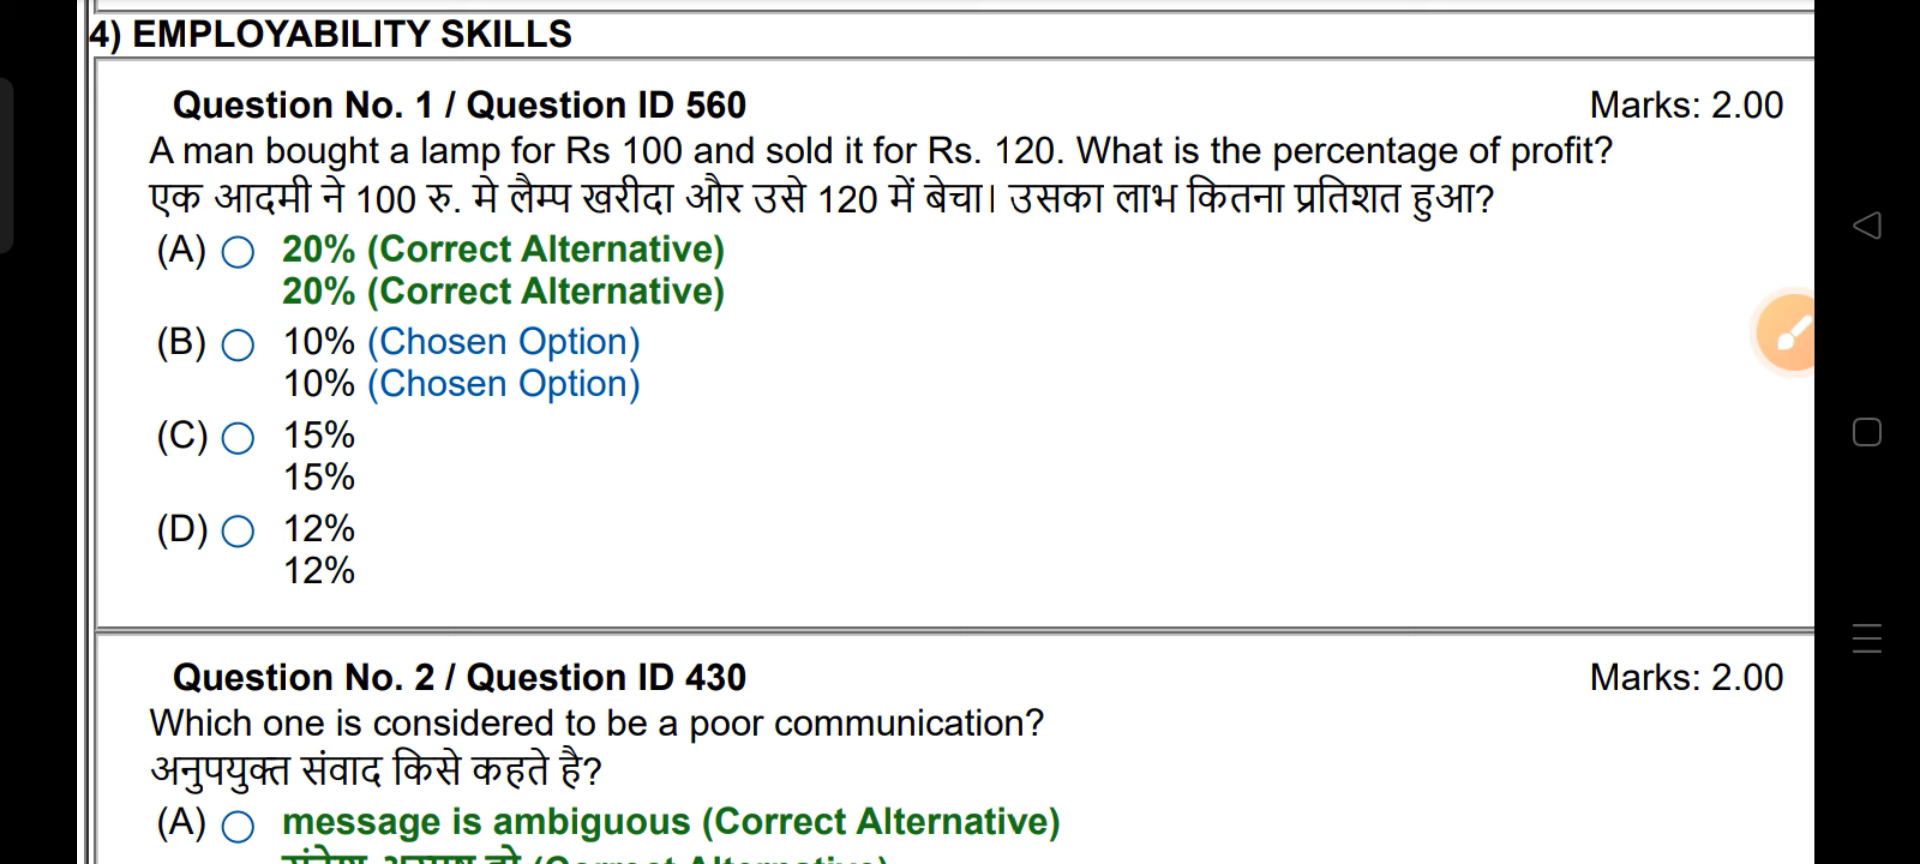 4) EMPLOYABILITY SKILLS
Question No. 1 / Question ID 560 Marks: 2.00
A man bought a lamp for Rs 100 and sold it for Rs. 120. What is the percentage of profit?
एक आदमी ने 100 रु. मे लैम्प खरीदा और उसे 120 में बेचा। उसका लाभ कितना प्रतिशत हुआ?
(A) 20% (Correct Alternative)
20% (Correct Alternative)
(B) 10% (Chosen Option)
10% (Chosen Option)
(C) 15%
15%
(D) 12%
12%
Question No. 2 / Question ID 430 Marks: 2.00
Which one is considered to be a poor communication?
अनुपयुक्त संवाद किसे कहते है?
(A) message is ambiguous (Correct Alternative)
(Correct Alternative)